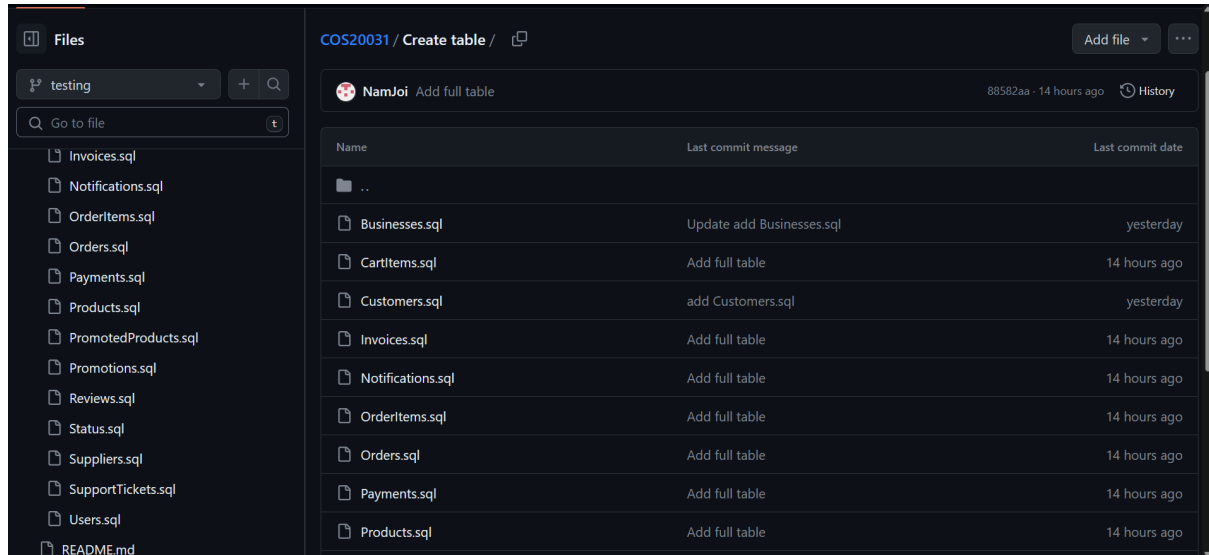 Files
testing
Go to file
t
Invoices.sql
Notifications.sql
OrderItems.sql
Orders.sql
Payments.sql
Products.sql
PromotedProducts.sql
Promotions.sql
Reviews.sql
Status.sql
Suppliers.sql
SupportTickets.sql
Users.sql
README.md
COS20031 / Create table /
Add file
NamJoi Add full table 88582aa · 14 hours ago History
Name Last commit message Last commit date
..
Businesses.sql Update add Businesses.sql yesterday
CartItems.sql Add full table 14 hours ago
Customers.sql add Customers.sql yesterday
Invoices.sql Add full table 14 hours ago
Notifications.sql Add full table 14 hours ago
OrderItems.sql Add full table 14 hours ago
Orders.sql Add full table 14 hours ago
Payments.sql Add full table 14 hours ago
Products.sql Add full table 14 hours ago